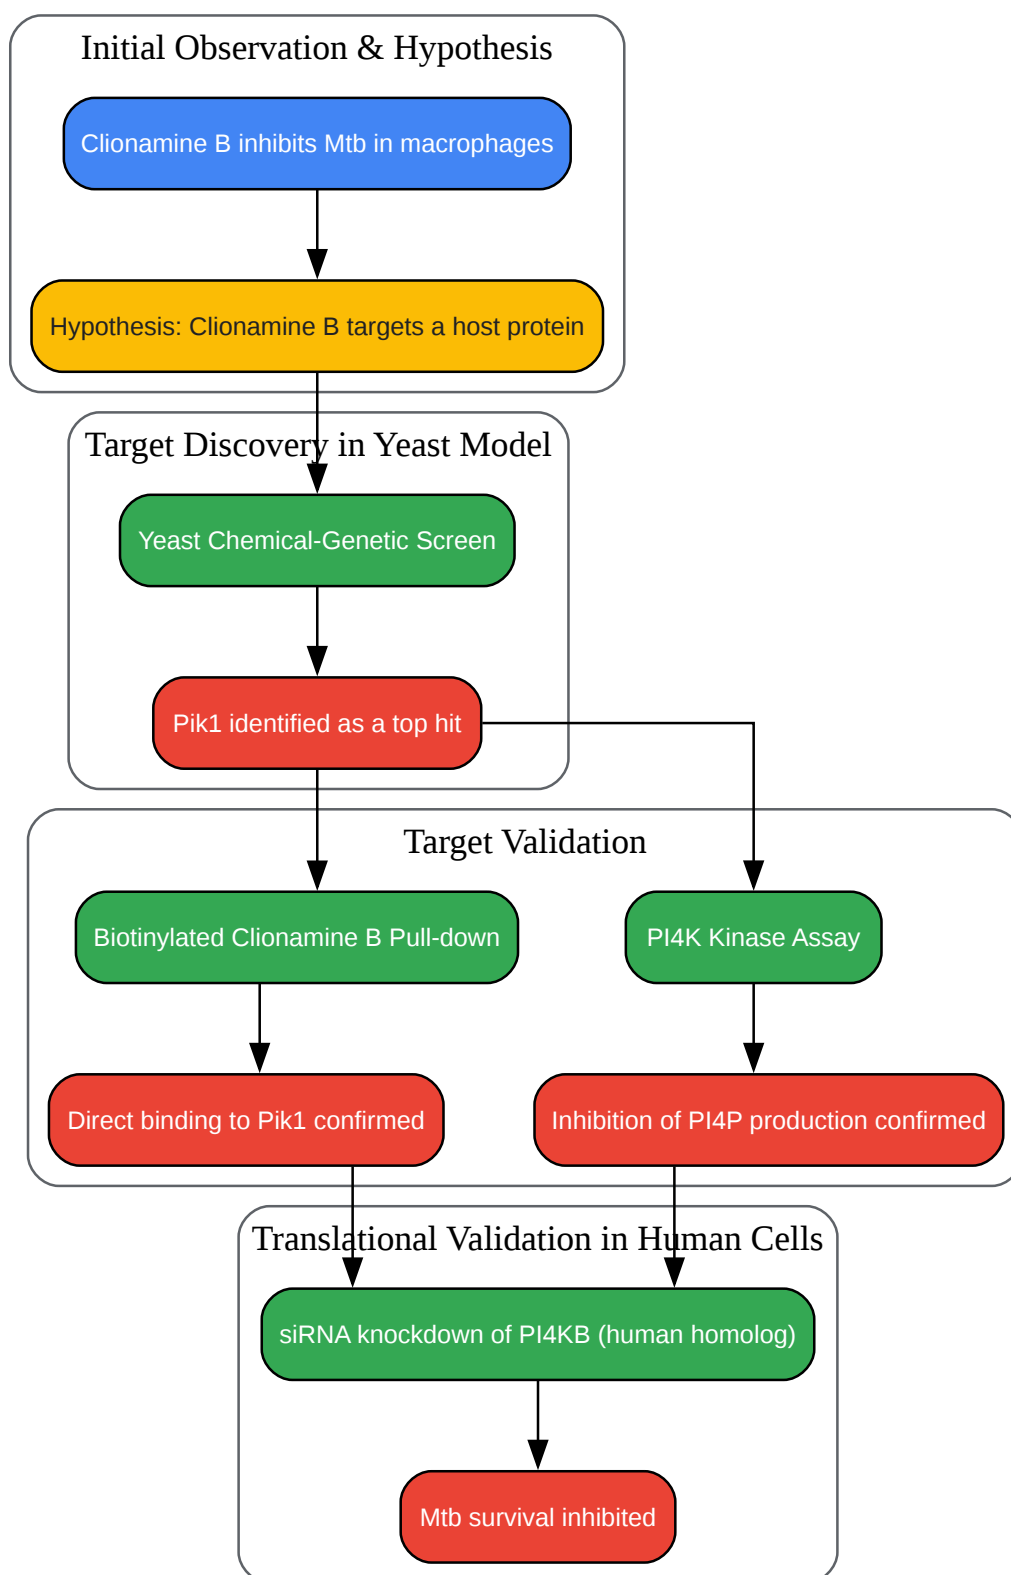 Initial Observation & Hypothesis
Clionamine B inhibits Mtb in macrophages
Hypothesis: Clionamine B targets a host protein
Target Discovery in Yeast Model
Yeast Chemical-Genetic Screen
Pik1 identified as a top hit
Target Validation
Biotinylated Clionamine B Pull-down
PI4K Kinase Assay
Direct binding to Pik1 confirmed
Inhibition of PI4P production confirmed
Translational Validation in Human Cells
siRNA knockdown of PI4KB (human homolog)
Mtb survival inhibited